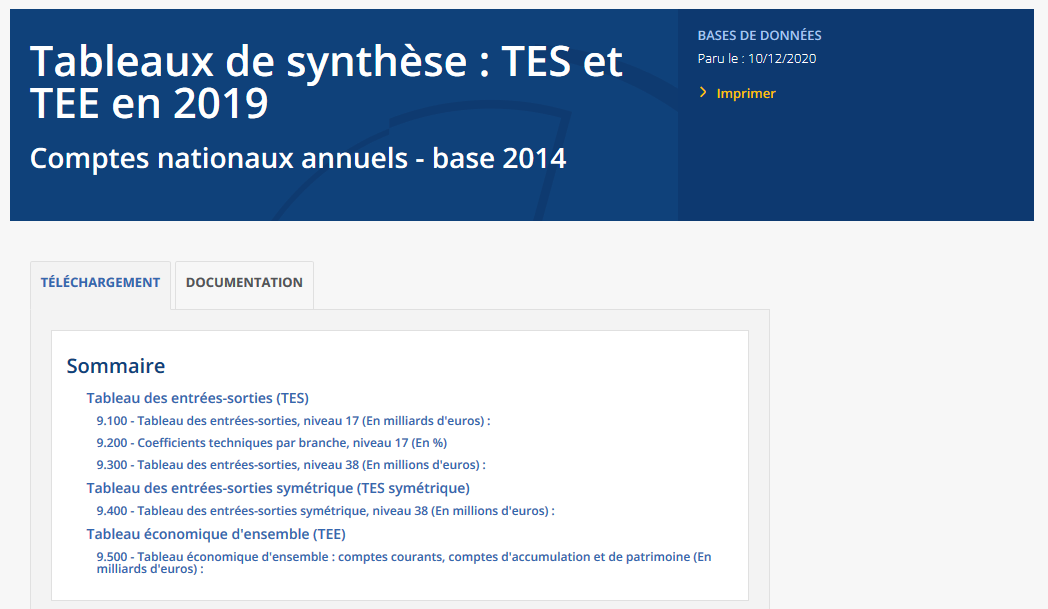 Tableaux de synthèse : TES et
TEE en 2019
Comptes nationaux annuels - base 2014
BASES DE DONNÉES
Paru le : 10/12/2020
Imprimer
TÉLÉCHARGEMENT
DOCUMENTATION
Sommaire
Tableau des entrées-sorties (TES)
9.100 - Tableau des entrées-sorties, niveau 17 (En milliards d'euros) :
9.200 - Coefficients techniques par branche, niveau 17 (En %)
9.300 - Tableau des entrées-sorties, niveau 38 (En millions d'euros) :
Tableau des entrées-sorties symétrique (TES symétrique)
9.400 - Tableau des entrées-sorties symétrique, niveau 38 (En millions d'euros) :
Tableau économique d'ensemble (TEE)
9.500 - Tableau économique d'ensemble : comptes courants, comptes d'accumulation et de patrimoine (En
milliards d'euros) :